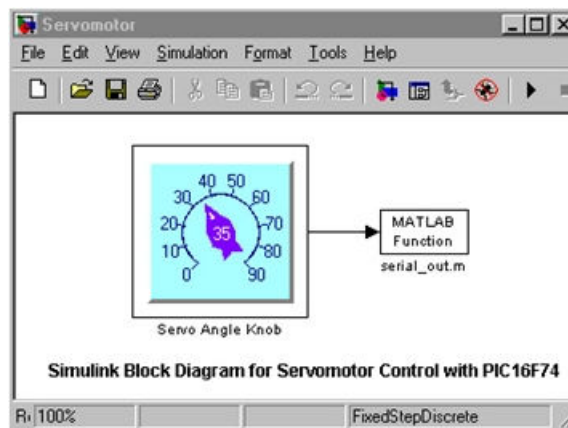 Servomotor
File Edit View Simulation Format Tools Help
40 50
30 60
20 35 70
10 80
0 90
MATLAB
Function
serial_out.m
Servo Angle Knob
Simulink Block Diagram for Servomotor Control with PIC16F74
100% FixedStepDiscrete